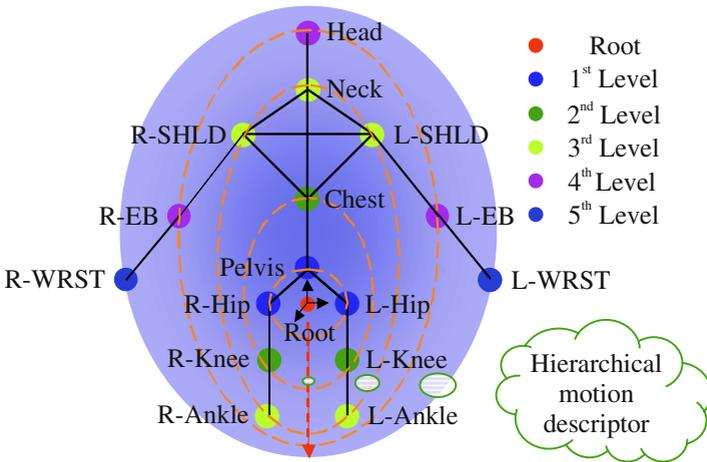 Head
Neck
R-SHLD
L-SHLD
Chest
R-EB
L-EB
Pelvis
R-WRST
L-WRST
R-Hip
L-Hip
Root
R-Knee
L-Knee
R-Ankle
L-Ankle
Root
1st Level
2nd Level
3rd Level
4th Level
5th Level
Hierarchical
motion
descriptor